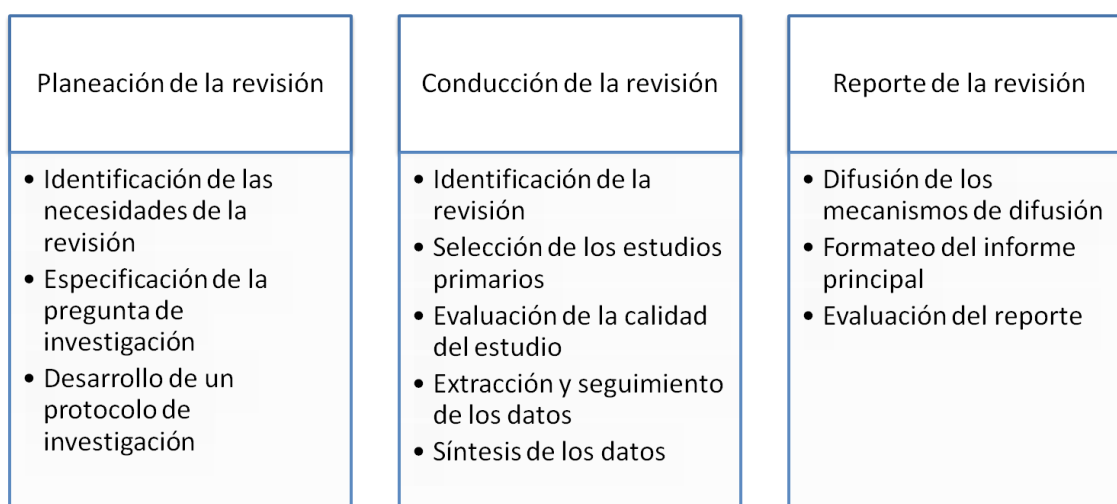 Planeación de la revisión
• Identificación de las
necesidades de la
revisión
• Especificación de la
pregunta de
investigación
• Desarrollo de un
protocolo de
investigación
Conducción de la revisión
• Identificación de la
revisión
• Selección de los estudios
primarios
• Evaluación de la calidad
del estudio
• Extracción y seguimiento
de los datos
• Síntesis de los datos
Reporte de la revisión
• Difusión de los
mecanismos de difusión
• Formateo del informe
principal
• Evaluación del reporte